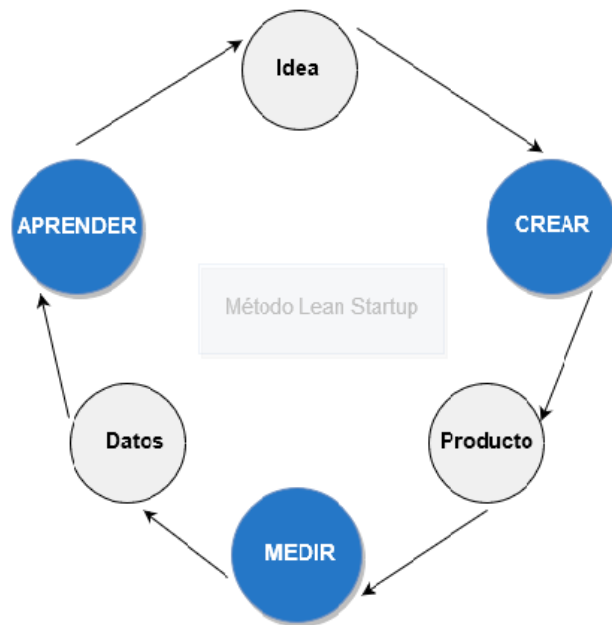 Idea
APRENDER
CREAR
Método Lean Startup
Datos
Producto
MEDIR